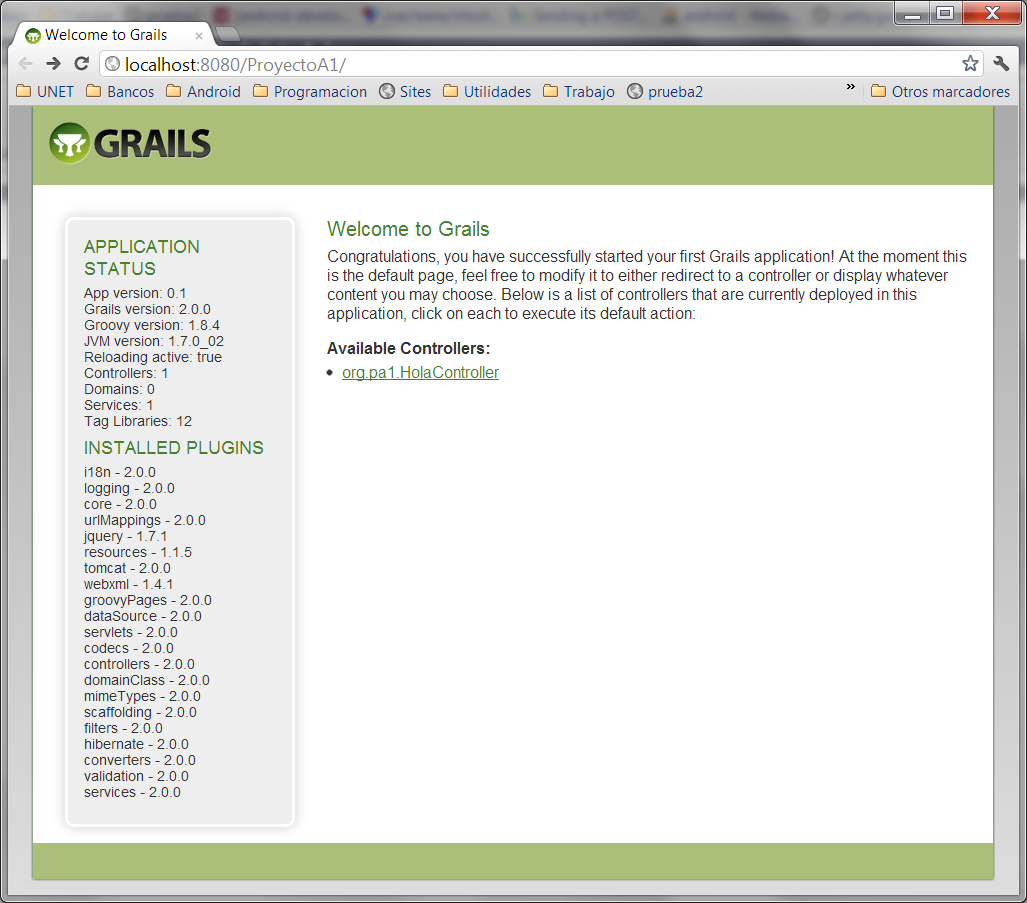 Welcome to Grails
localhost:8080/ProyectoA1/
UNET Bancos Android Programacion Sites Utilidades Trabajo prueba2 » Otros marcadores
GRAILS
APPLICATION
STATUS
App version: 0.1
Grails version: 2.0.0
Groovy version: 1.8.4
JVM version: 1.7.0_02
Reloading active: true
Controllers: 1
Domains: 0
Services: 1
Tag Libraries: 12
INSTALLED PLUGINS
i18n - 2.0.0
logging - 2.0.0
core - 2.0.0
urlMappings - 2.0.0
jquery - 1.7.1
resources - 1.1.5
tomcat - 2.0.0
webxml - 1.4.1
groovyPages - 2.0.0
dataSource - 2.0.0
servlets - 2.0.0
codecs - 2.0.0
controllers - 2.0.0
domainClass - 2.0.0
mimeTypes - 2.0.0
scaffolding - 2.0.0
filters - 2.0.0
hibernate - 2.0.0
converters - 2.0.0
validation - 2.0.0
services - 2.0.0
Welcome to Grails
Congratulations, you have successfully started your first Grails application! At the moment this
is the default page, feel free to modify it to either redirect to a controller or display whatever
content you may choose. Below is a list of controllers that are currently deployed in this
application, click on each to execute its default action:
Available Controllers:
• org.pa1.HolaController